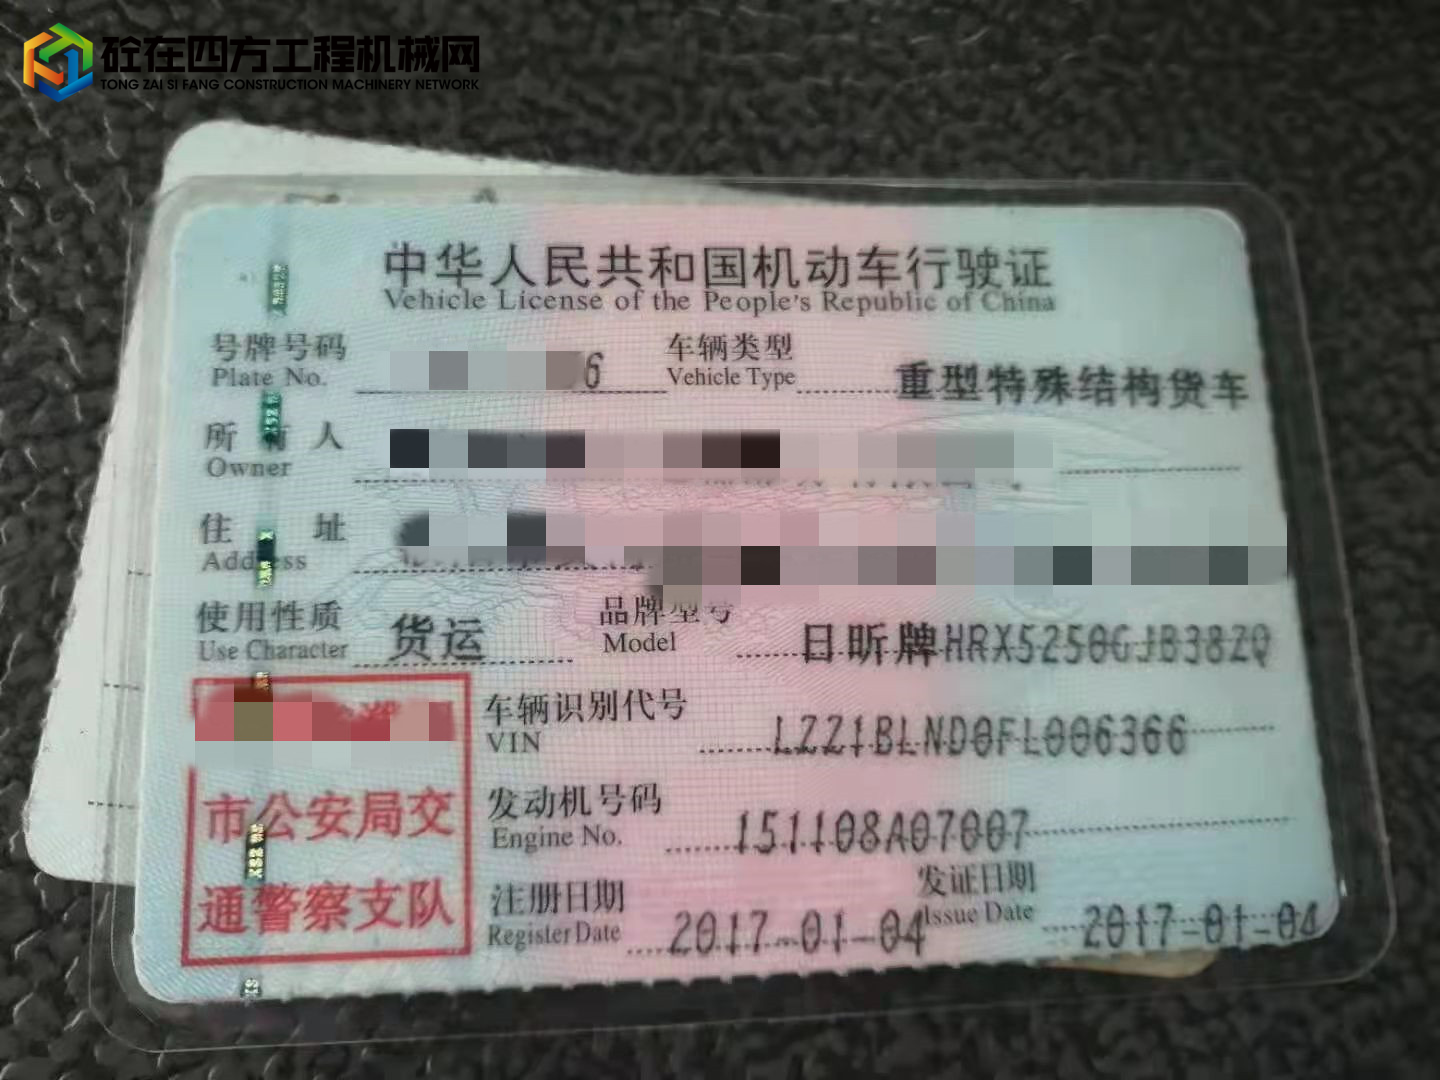 砼在四方工程机械网
TONG ZAI SI FANG CONSTRUCTION MACHINERY NETWORK
中华人民共和国机动车行驶证
Vehicle License of the People's Republic of China
号牌号码 6 车辆类型 重型特殊结构货车
Plate No. Vehicle Type
所有人
Owner
住址
Address
使用性质 货运 品牌型号 日昕牌HRX5250GJB38ZQ
Use Character Model
车辆识别代号 LZZ1BLND0FL006366
VIN
发动机号码 151108A07007
Engine No.
注册日期 2017-01-04 发证日期 2017-01-04
Register Date Issue Date
市公安局交
通警察支队